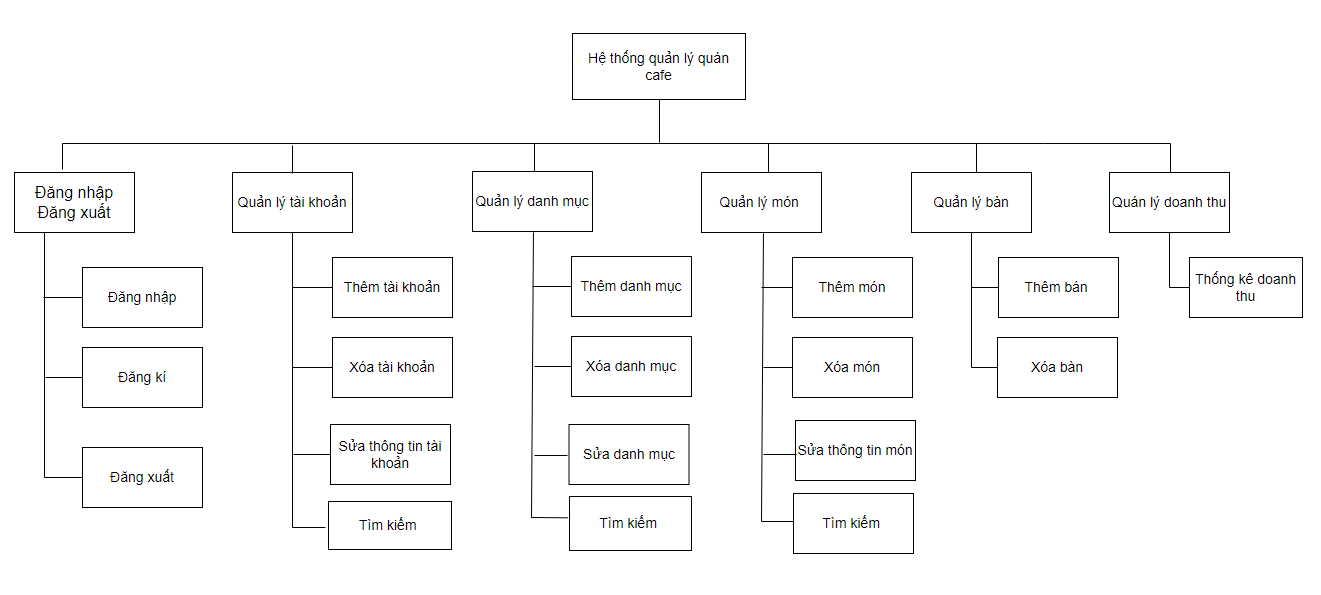 Hệ thống quản lý quán
cafe
Đăng nhập
Đăng xuất
Quản lý tài khoản
Quản lý danh mục
Quản lý món
Quản lý bàn
Quán lý doanh thu
Đăng nhập
Đăng kí
Đăng xuất
Thêm tài khoản
Xóa tài khoản
Sửa thông tin tài
khoản
Tìm kiếm
Thêm danh mục
Xóa danh mục
Sửa danh mục
Tìm kiếm
Thêm món
Xóa món
Sửa thông tin món
Tìm kiếm
Thêm bán
Xóa bàn
Thống kê doanh
thu